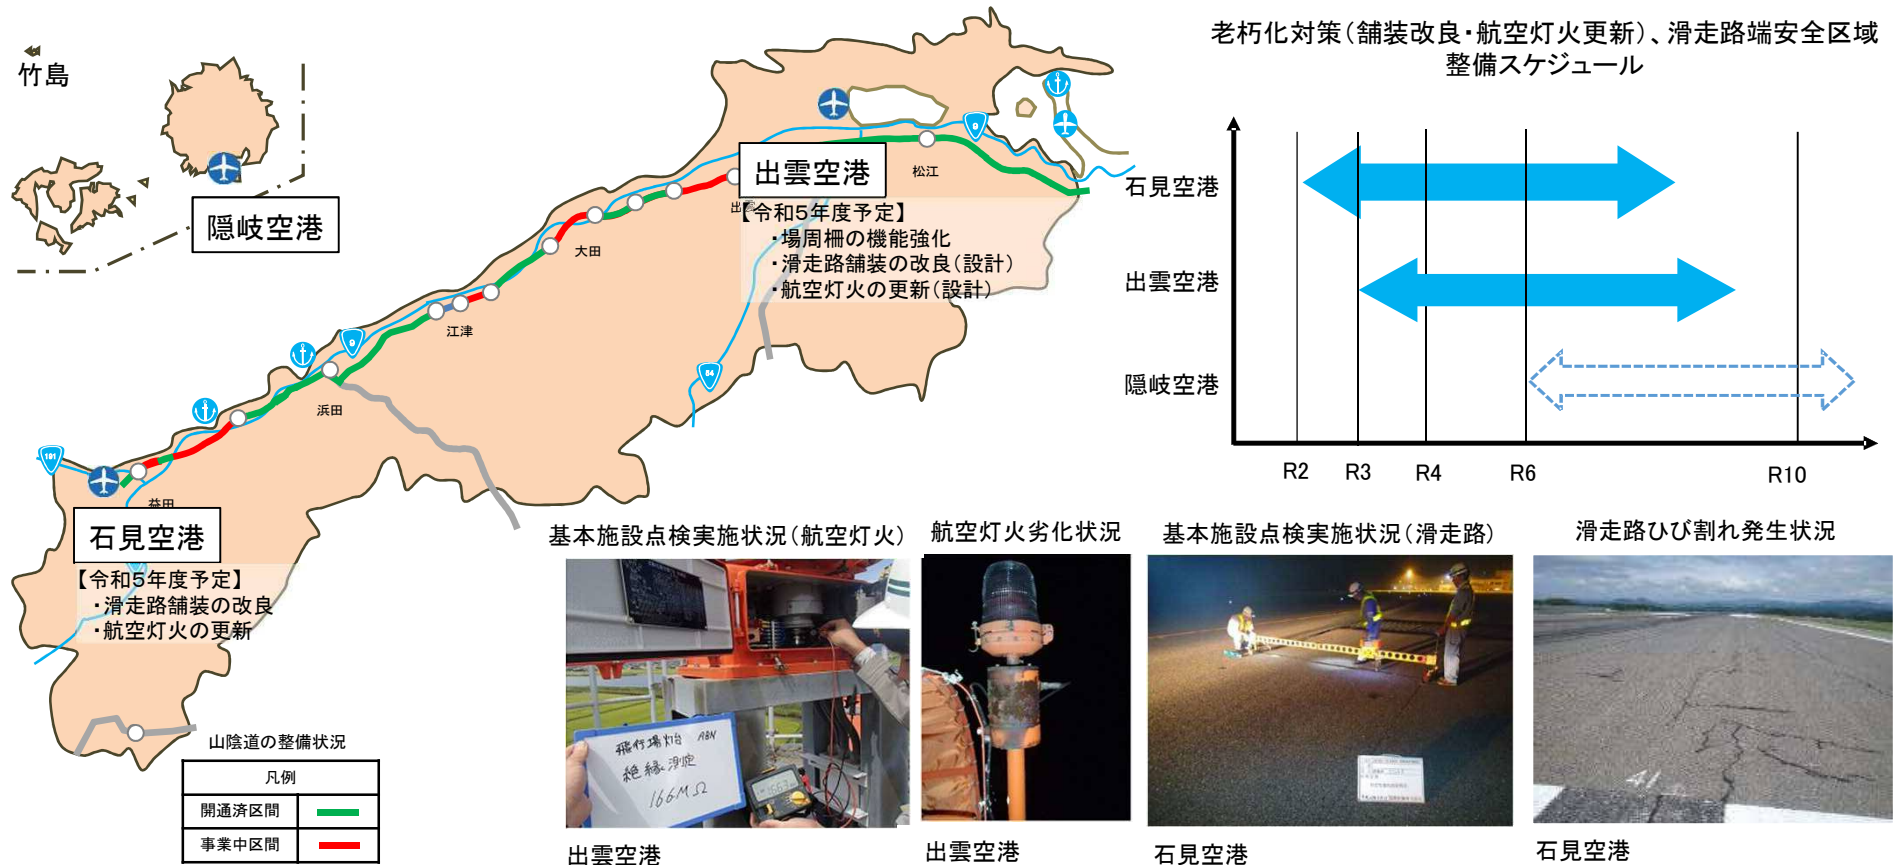 竹島
隠岐空港
出雲空港
【令和5年度予定】
・場周柵の機能強化
・滑走路舗装の改良(設計)
・航空灯火の更新(設計)
松江
出雲
大田
江津
浜田
益田
9
9
54
191
石見空港
【令和5年度予定】
・滑走路舗装の改良
・航空灯火の更新
山陰道の整備状況
凡例
開通済区間
事業中区間
老朽化対策(舗装改良・航空灯火更新)、滑走路端安全区域
整備スケジュール
石見空港
出雲空港
隠岐空港
R2
R3
R4
R6
R10
基本施設点検実施状況(航空灯火)
航空灯火劣化状況
基本施設点検実施状況(滑走路)
滑走路ひび割れ発生状況
飛行場灯台 ABN
絶縁測定
166MΩ
出雲空港
出雲空港
石見空港
石見空港